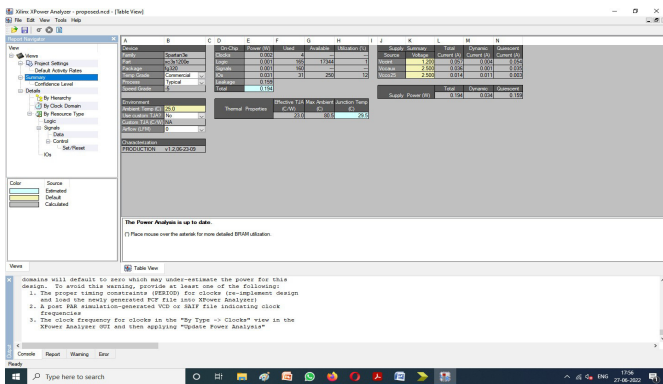 Xilinx XPower Analyzer - proposed.ncd - [Table View]
File Edit View Tools Help
Report Navigator
View
Views
Project Settings
Default Activity Rates
Summary
Confidence Level
Details
By Hierarchy
By Clock Domain
By Resource Type
Logic
Signals
Data
Control
Set/Reset
IOs
Color Source
Estimated
Default
Calculated
Views
A B C D E F G H I J K L M N
Device On-Chip Power (W) Used Available Utilization (%) Supply Summary Total Dynamic Quiescent
Family Spartan3e Clocks 0.002 4 --- --- Source Voltage Current (A) Current (A) Current (A)
Part xc3s1200e Logic 0.001 165 17344 1 Vccint 1.200 0.057 0.004 0.054
Package fg320 Signals 0.001 160 --- --- Vccaux 2.500 0.036 0.001 0.035
Temp Grade Commercial IOs 0.031 31 250 12 Vcco25 2.500 0.014 0.011 0.003
Process Typical Leakage 0.159
Speed Grade -5 Total 0.194 Total Dynamic Quiescent
Supply Power (W) 0.194 0.034 0.159
Environment Effective TJA Max Ambient Junction Temp
Ambient Temp (C) 25.0 Thermal Properties (C/W) (C) (C)
Use custom TJA? No 23.0 80.5 29.5
Custom TJA (C/W) NA
Airflow (LFM) 0
Characterization
PRODUCTION v1.2,06-23-09
The Power Analysis is up to date.
(*) Place mouse over the asterisk for more detailed BRAM utilization.
Table View
domains will default to zero which may under-estimate the power for this
design. To avoid this warning, provide at least one of the following:
1. The proper timing constraints (PERIOD) for clocks (re-implement design
and load the newly generated PCF file into XPower Analyzer)
2. A post PAR simulation-generated VCD or SAIF file indicating clock
frequencies
3. The clock frequency for clocks in the "By Type -> Clocks" view in the
XPower Analyzer GUI and then applying "Update Power Analysis"
Output
Console Report Warning Error
Ready
Type here to search
ENG 17:56
27-06-2022